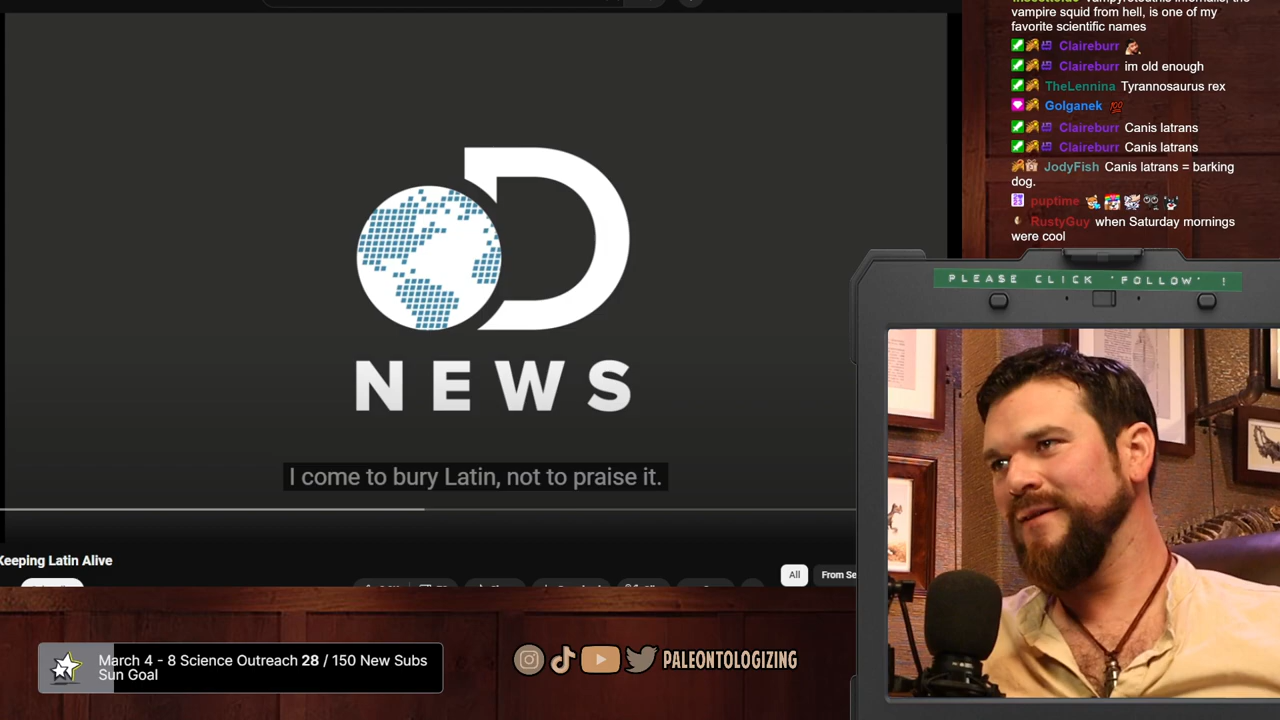 vampire squid from hell, is one of my
favorite scientific names
Claireburr
Claireburr im old enough
TheLennina Tyrannosaurus rex
Golganek 💯
Claireburr Canis latrans
Claireburr Canis latrans
JodyFish Canis latrans = barking
dog.
puptime
RustyGuy when Saturday mornings
were cool
D
NEWS
I come to bury Latin, not to praise it.
PLEASE CLICK "FOLLOW" !
Keeping Latin Alive
All
From Se
March 4 - 8 Science Outreach 28 / 150 New Subs
Sun Goal
PALEONTOLOGIZING